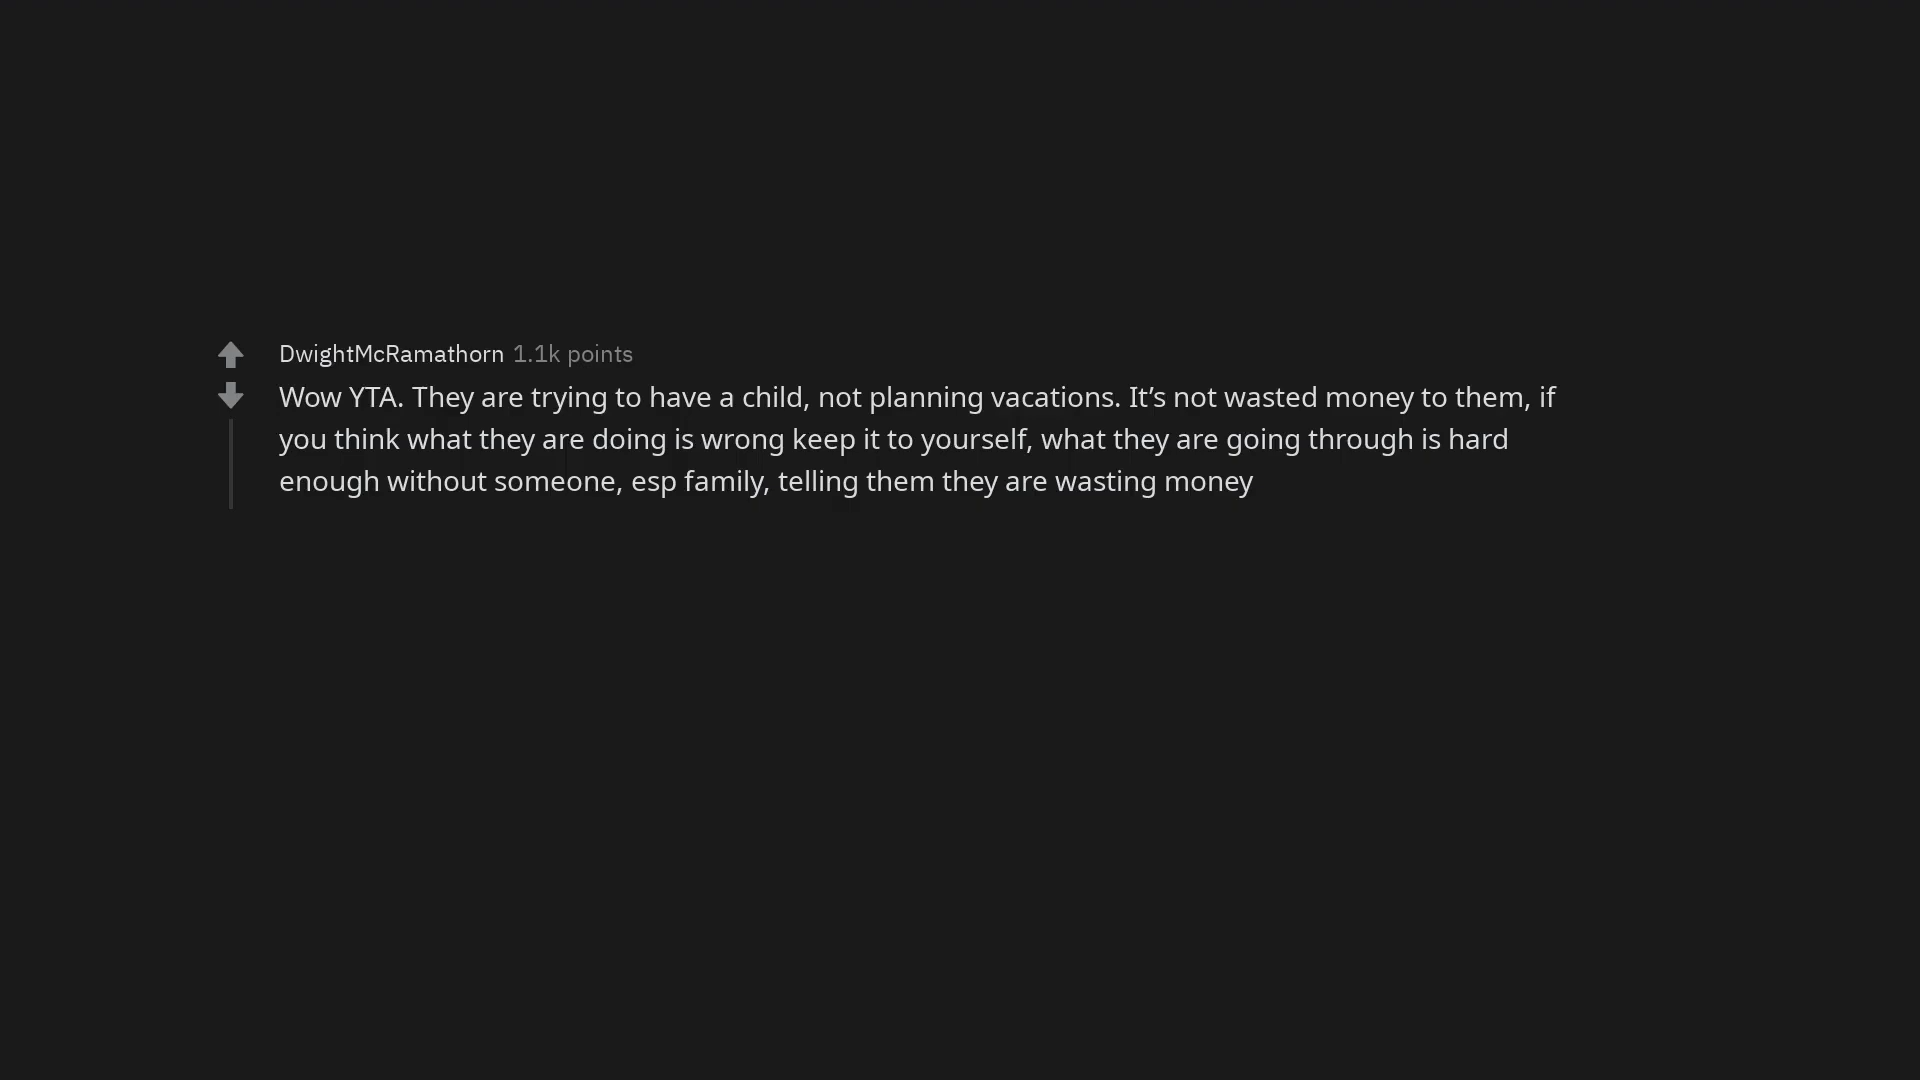 DwightMcRamathorn 1.1k points
Wow YTA. They are trying to have a child, not planning vacations. It’s not wasted money to them, if
you think what they are doing is wrong keep it to yourself, what they are going through is hard
enough without someone, esp family, telling them they are wasting money